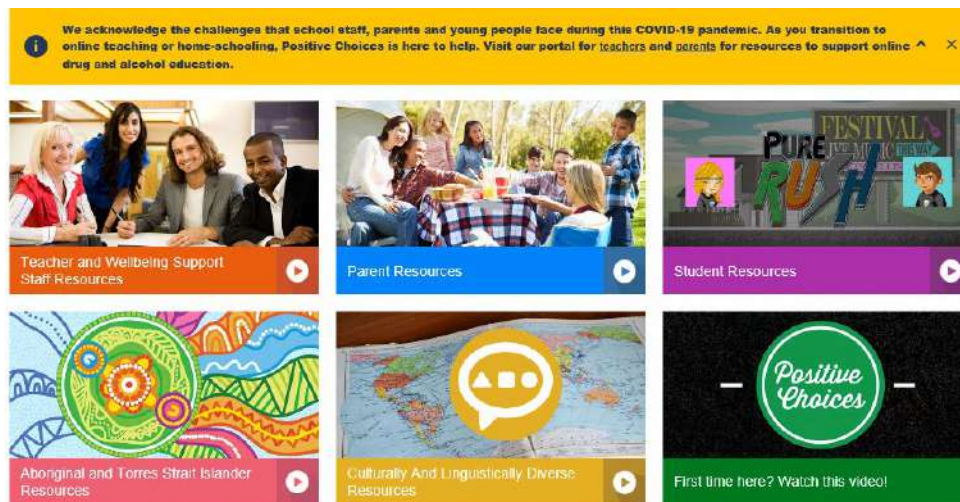 We acknowledge the challenges that school staff, parents and young people face during this COVID-19 pandemic. As you transition to
online teaching or home-schooling, Positive Choices is here to help. Visit our portal for teachers and parents for resources to support online
drug and alcohol education.
FESTIVAL
MUSIC THIS WAY
PURE
RUSH
Teacher and Wellbeing Support
Staff Resources
Parent Resources
Student Resources
Positive
Choices
Aboriginal and Torres Strait Islander
Resources
Culturally And Linguistically Diverse
Resources
First time here? Watch this video!